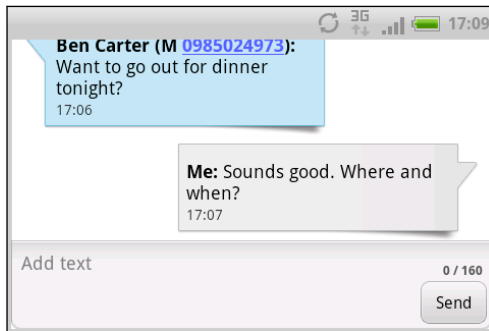 3G 17:09
Ben Carter (M 0985024973):
Want to go out for dinner
tonight?
17:06
Me: Sounds good. Where and
when?
17:07
Add text
0 / 160
Send